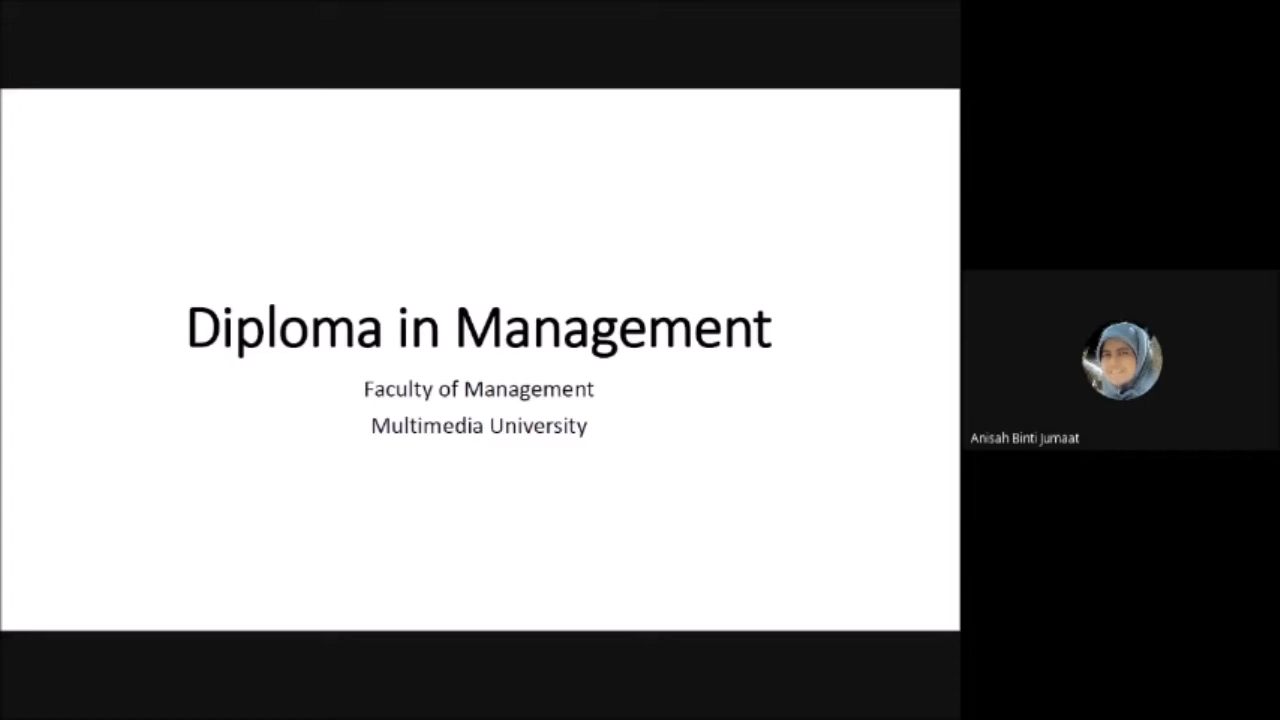 Diploma in Management
Faculty of Management
Multimedia University
Anisah Binti Jumaat